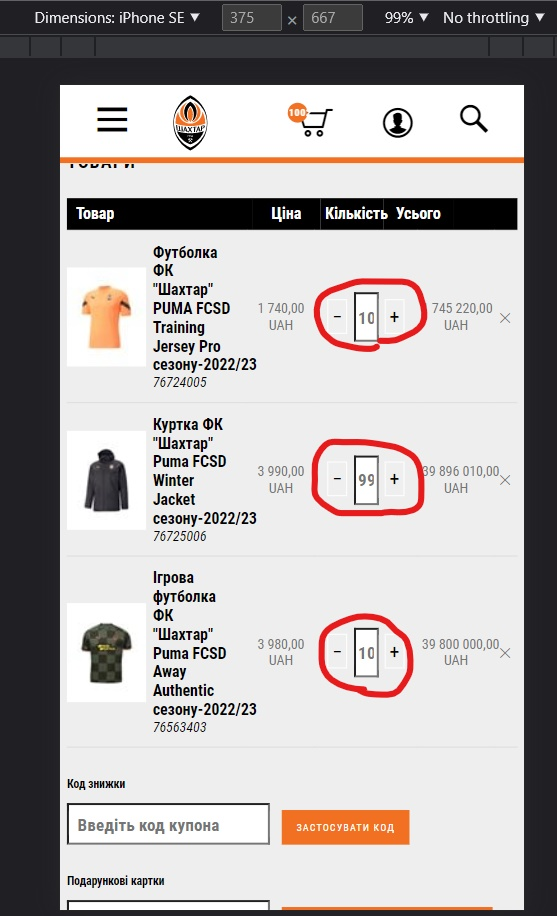 Dimensions: iPhone SE ▼ 375 × 667 99% ▼ No throttling ▼
100
ШАХТАР
ТОВАРИ
Товар Ціна Кількість Усього
Футболка
ФК
"Шахтар"
PUMA FCSD
Training
Jersey Pro
сезону-2022/23
76724005
1 740,00
UAH
− 10 +
745 220,00
UAH
×
Куртка ФК
"Шахтар"
Puma FCSD
Winter
Jacket
сезону-2022/23
76725006
3 990,00
UAH
− 99 +
39 896 010,00
UAH
×
Ігрова
футболка
ФК
"Шахтар"
Puma FCSD
Away
Authentic
сезону-2022/23
76563403
3 980,00
UAH
− 10 +
39 800 000,00
UAH
×
Код знижки
Введіть код купона ЗАСТОСУВАТИ КОД
Подарункові картки